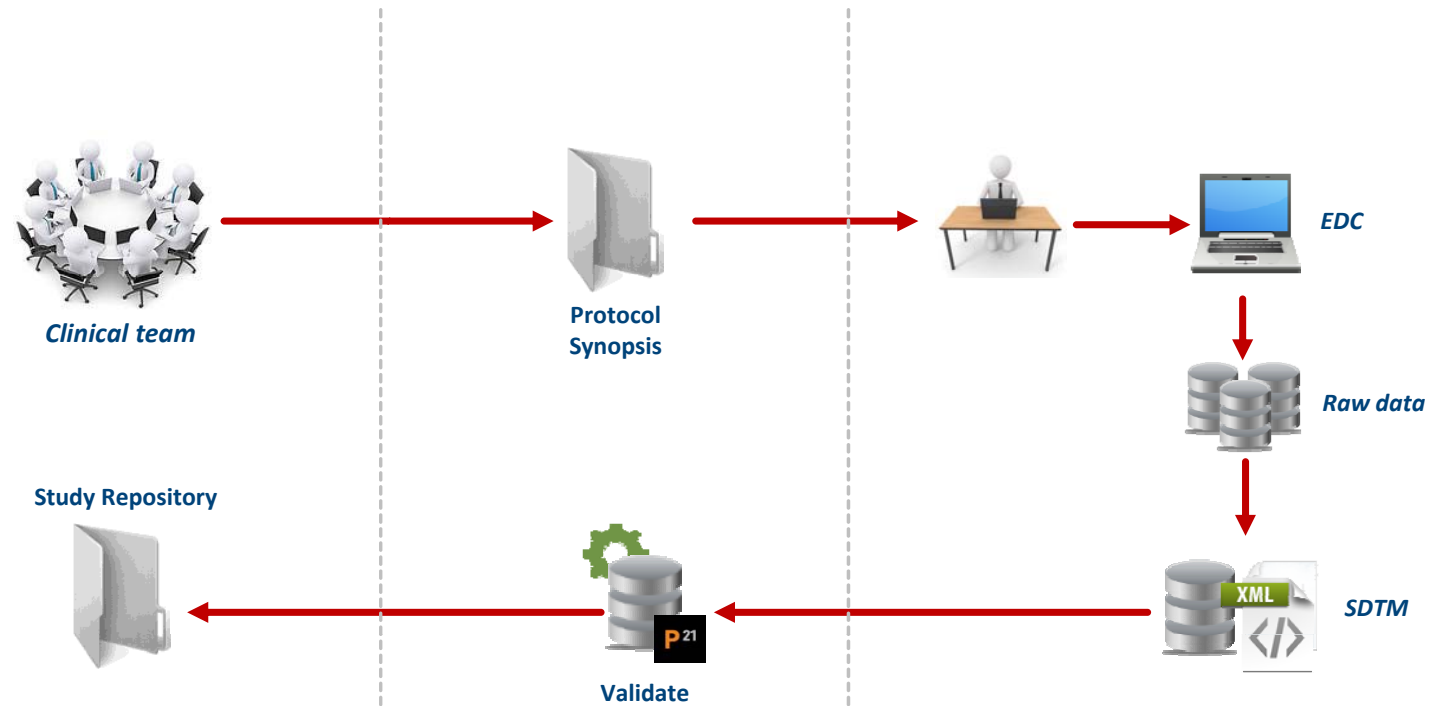 EDC
Clinical team
Protocol
Synopsis
Raw data
Study Repository
XML
</>
SDTM
P21
Validate